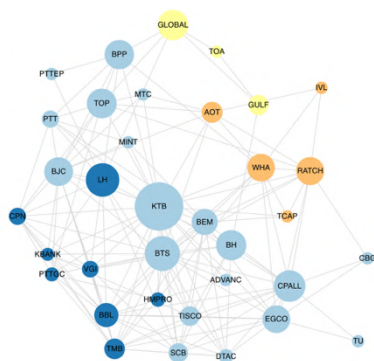 GLOBAL
TOA
BPP
PTTEP
MTC
IVL
TOP
GULF
AOT
PTT
MINT
WHA
RATCH
BJC
LH
KTB
CPN
BEM
TCAP
BH
KBANK
BTS
CBG
VGI
PTTGC
ADVANC
CPALL
HMPRO
BBL
TISCO
EGCO
TU
TMB
SCB
DTAC